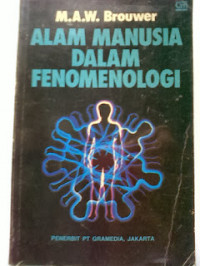 M.A.W. Brouwer
ALAM MANUSIA
DALAM
FENOMENOLOGI
PENERBIT PT GRAMEDIA, JAKARTA